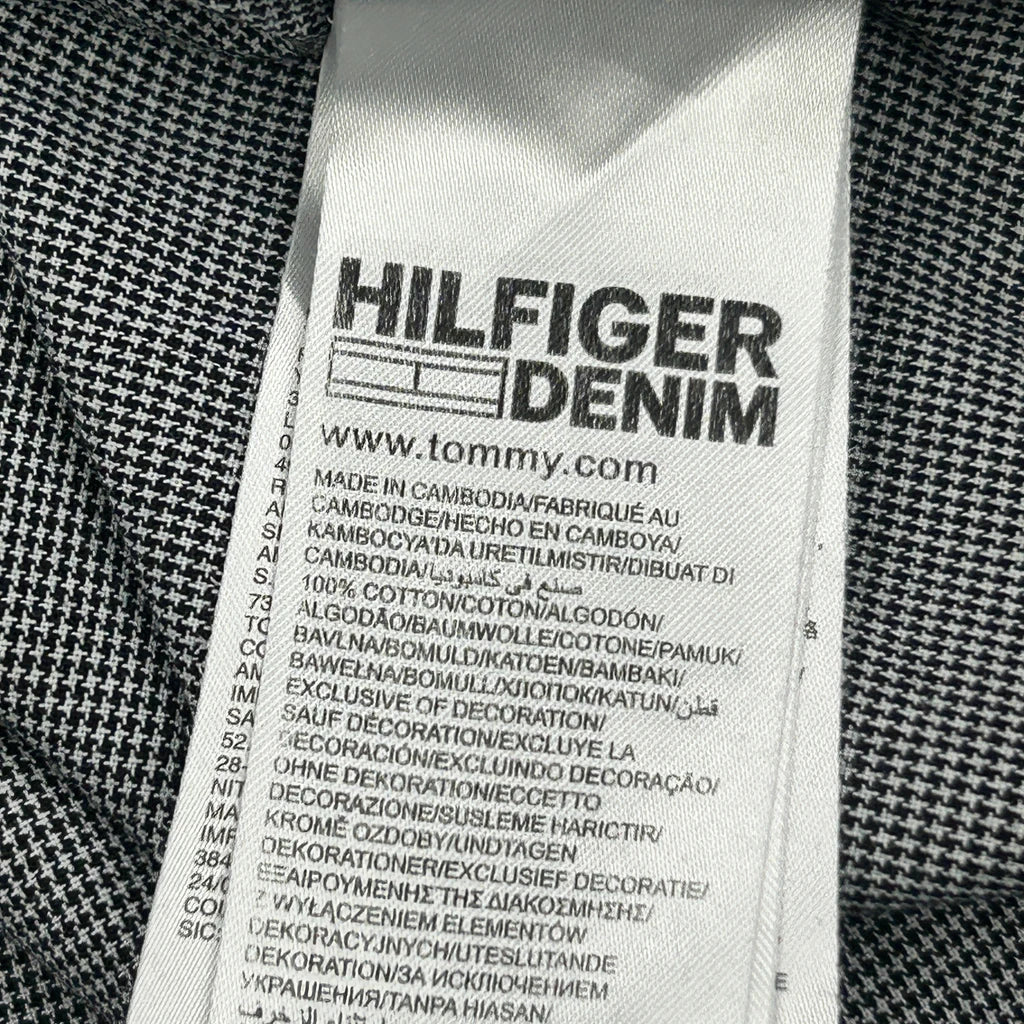 HILFIGER
DENIM
www.tommy.com
MADE IN CAMBODIA/FABRIQUÉ AU
CAMBODGE/HECHO EN CAMBOYA/
KAMBOCYA'DA URETILMISTIR/DIBUAT DI
CAMBODIA/صنع في كامبوديا
100% COTTON/COTON/ALGODÓN/
ALGODÃO/BAUMWOLLE/COTONE/PAMUK/
BAVLNA/BOMULD/KATOEN/BAMBAKI/
BAWEŁNA/BOMULL/ХЛОПОК/KATUN/قطن
EXCLUSIVE OF DECORATION/
SAUF DÉCORATION/EXCLUYE LA
DECORACIÓN/EXCLUINDO DECORAÇÃO/
OHNE DEKORATION/ECCETTO
DECORAZIONE/SUSLEME HARICTIR/
KROMĚ OZDOBY/UNDTAGEN
DEKORATIONER/EXCLUSIEF DECORATIE/
ΕΞΑΙΡΟΥΜΕΝΗΣ ΤΗΣ ΔΙΑΚΟΣΜΗΣΗΣ/
Z WYŁĄCZENIEM ELEMENTÓW
DEKORACYJNYCH/UTESLUTANDE
DEKORATION/ЗА ИСКЛЮЧЕНИЕМ
УКРАШЕНИЯ/TANPA HIASAN/